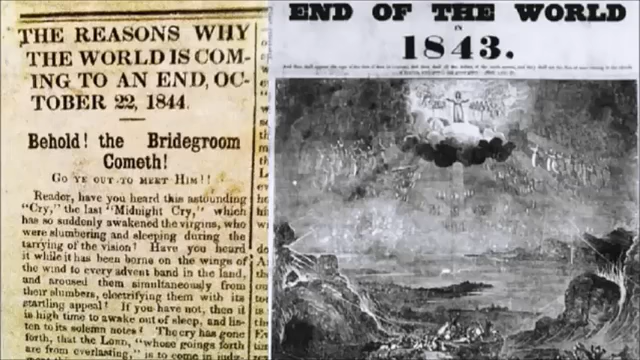 THE REASONS WHY
THE WORLD IS COM-
ING TO AN END, OC-
TOBER 22, 1844.
Behold! the Bridegroom
Cometh!
GO YE OUT TO MEET HIM!!
Reader, have you heard this astounding
"Cry," the last "Midnight Cry," which
has so suddenly awakened the virgins, who
were slumbering and sleeping during the
tarrying of the vision? Have you heard
it while it has been borne on the wings of
the wind to every advent band in the land,
and aroused them simultaneously from
their slumbers, electrifying them with its
startling appeal? If you have not, then it
is high time to awake out of sleep, and lis-
ten to its solemn notes! The cry has gone
forth, that the LORD, "whose goings forth
are from everlasting," is to come in judg-
END OF THE WORLD
IN
1843.